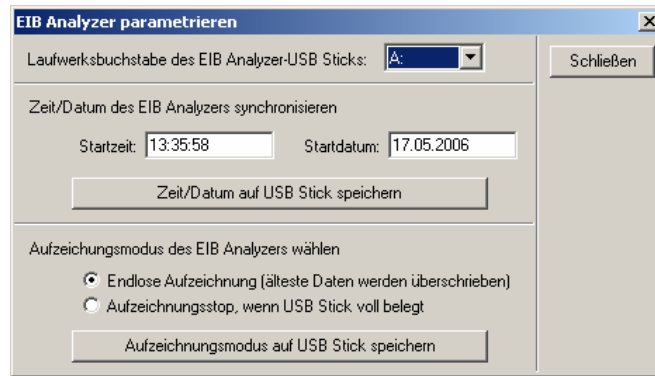 EIB Analyzer parametrieren
Laufwerksbuchstabe des EIB Analyzer-USB Sticks: A:
Schließen
Zeit/Datum des EIB Analyzers synchronisieren
Startzeit: 13:35:58 Startdatum: 17.05.2006
Zeit/Datum auf USB Stick speichern
Aufzeichungsmodus des EIB Analyzers wählen
Endlose Aufzeichnung (älteste Daten werden überschrieben)
Aufzeichnungsstop, wenn USB Stick voll belegt
Aufzeichnungsmodus auf USB Stick speichern